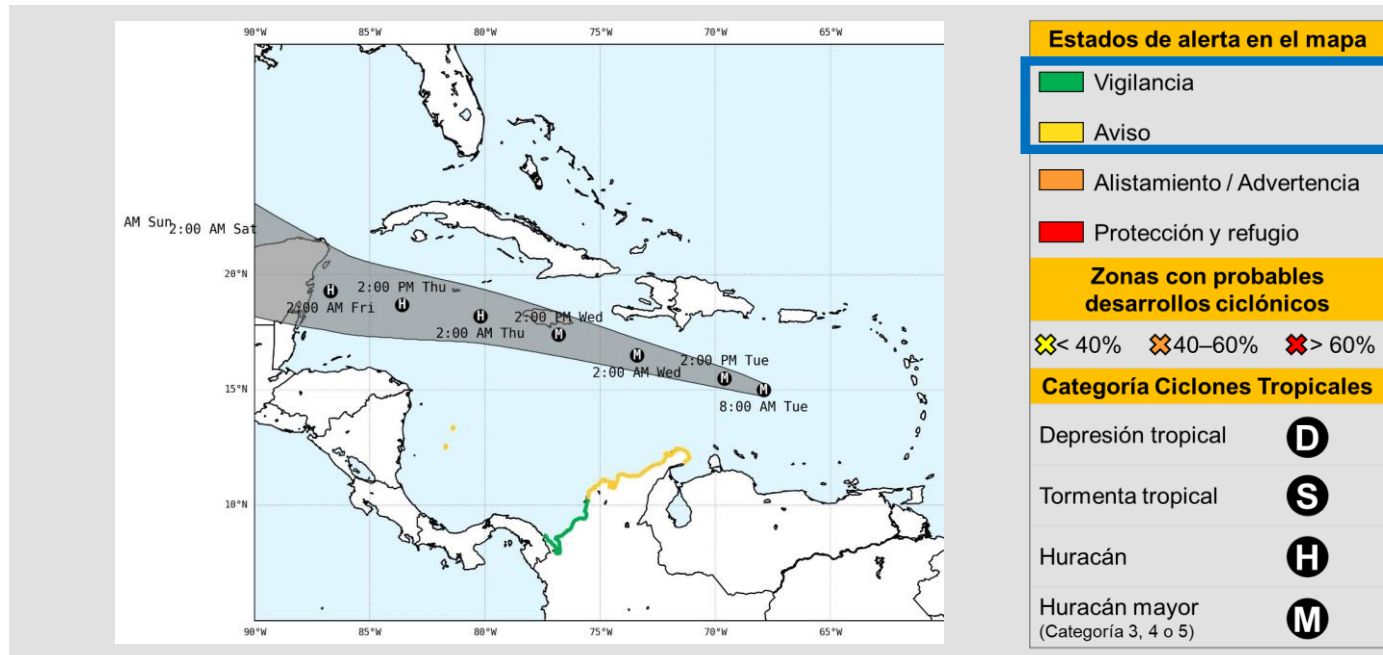 90°W 85°W 80°W 75°W 70°W 65°W
AM Sun
2:00 AM Sat
20°N
2:00 PM Thu
H
H
2:00 AM Fri
H
2:00 PM Wed
M
2:00 AM Thu
M
2:00 PM Tue
2:00 AM Wed
M
M
15°N
8:00 AM Tue
10°N
90°W 85°W 80°W 75°W 70°W 65°W
Estados de alerta en el mapa
Vigilancia
Aviso
Alistamiento / Advertencia
Protección y refugio
Zonas con probables
desarrollos ciclónicos
< 40% 40–60% > 60%
Categoría Ciclones Tropicales
Depresión tropical D
Tormenta tropical S
Huracán H
Huracán mayor M
(Categoría 3, 4 o 5)